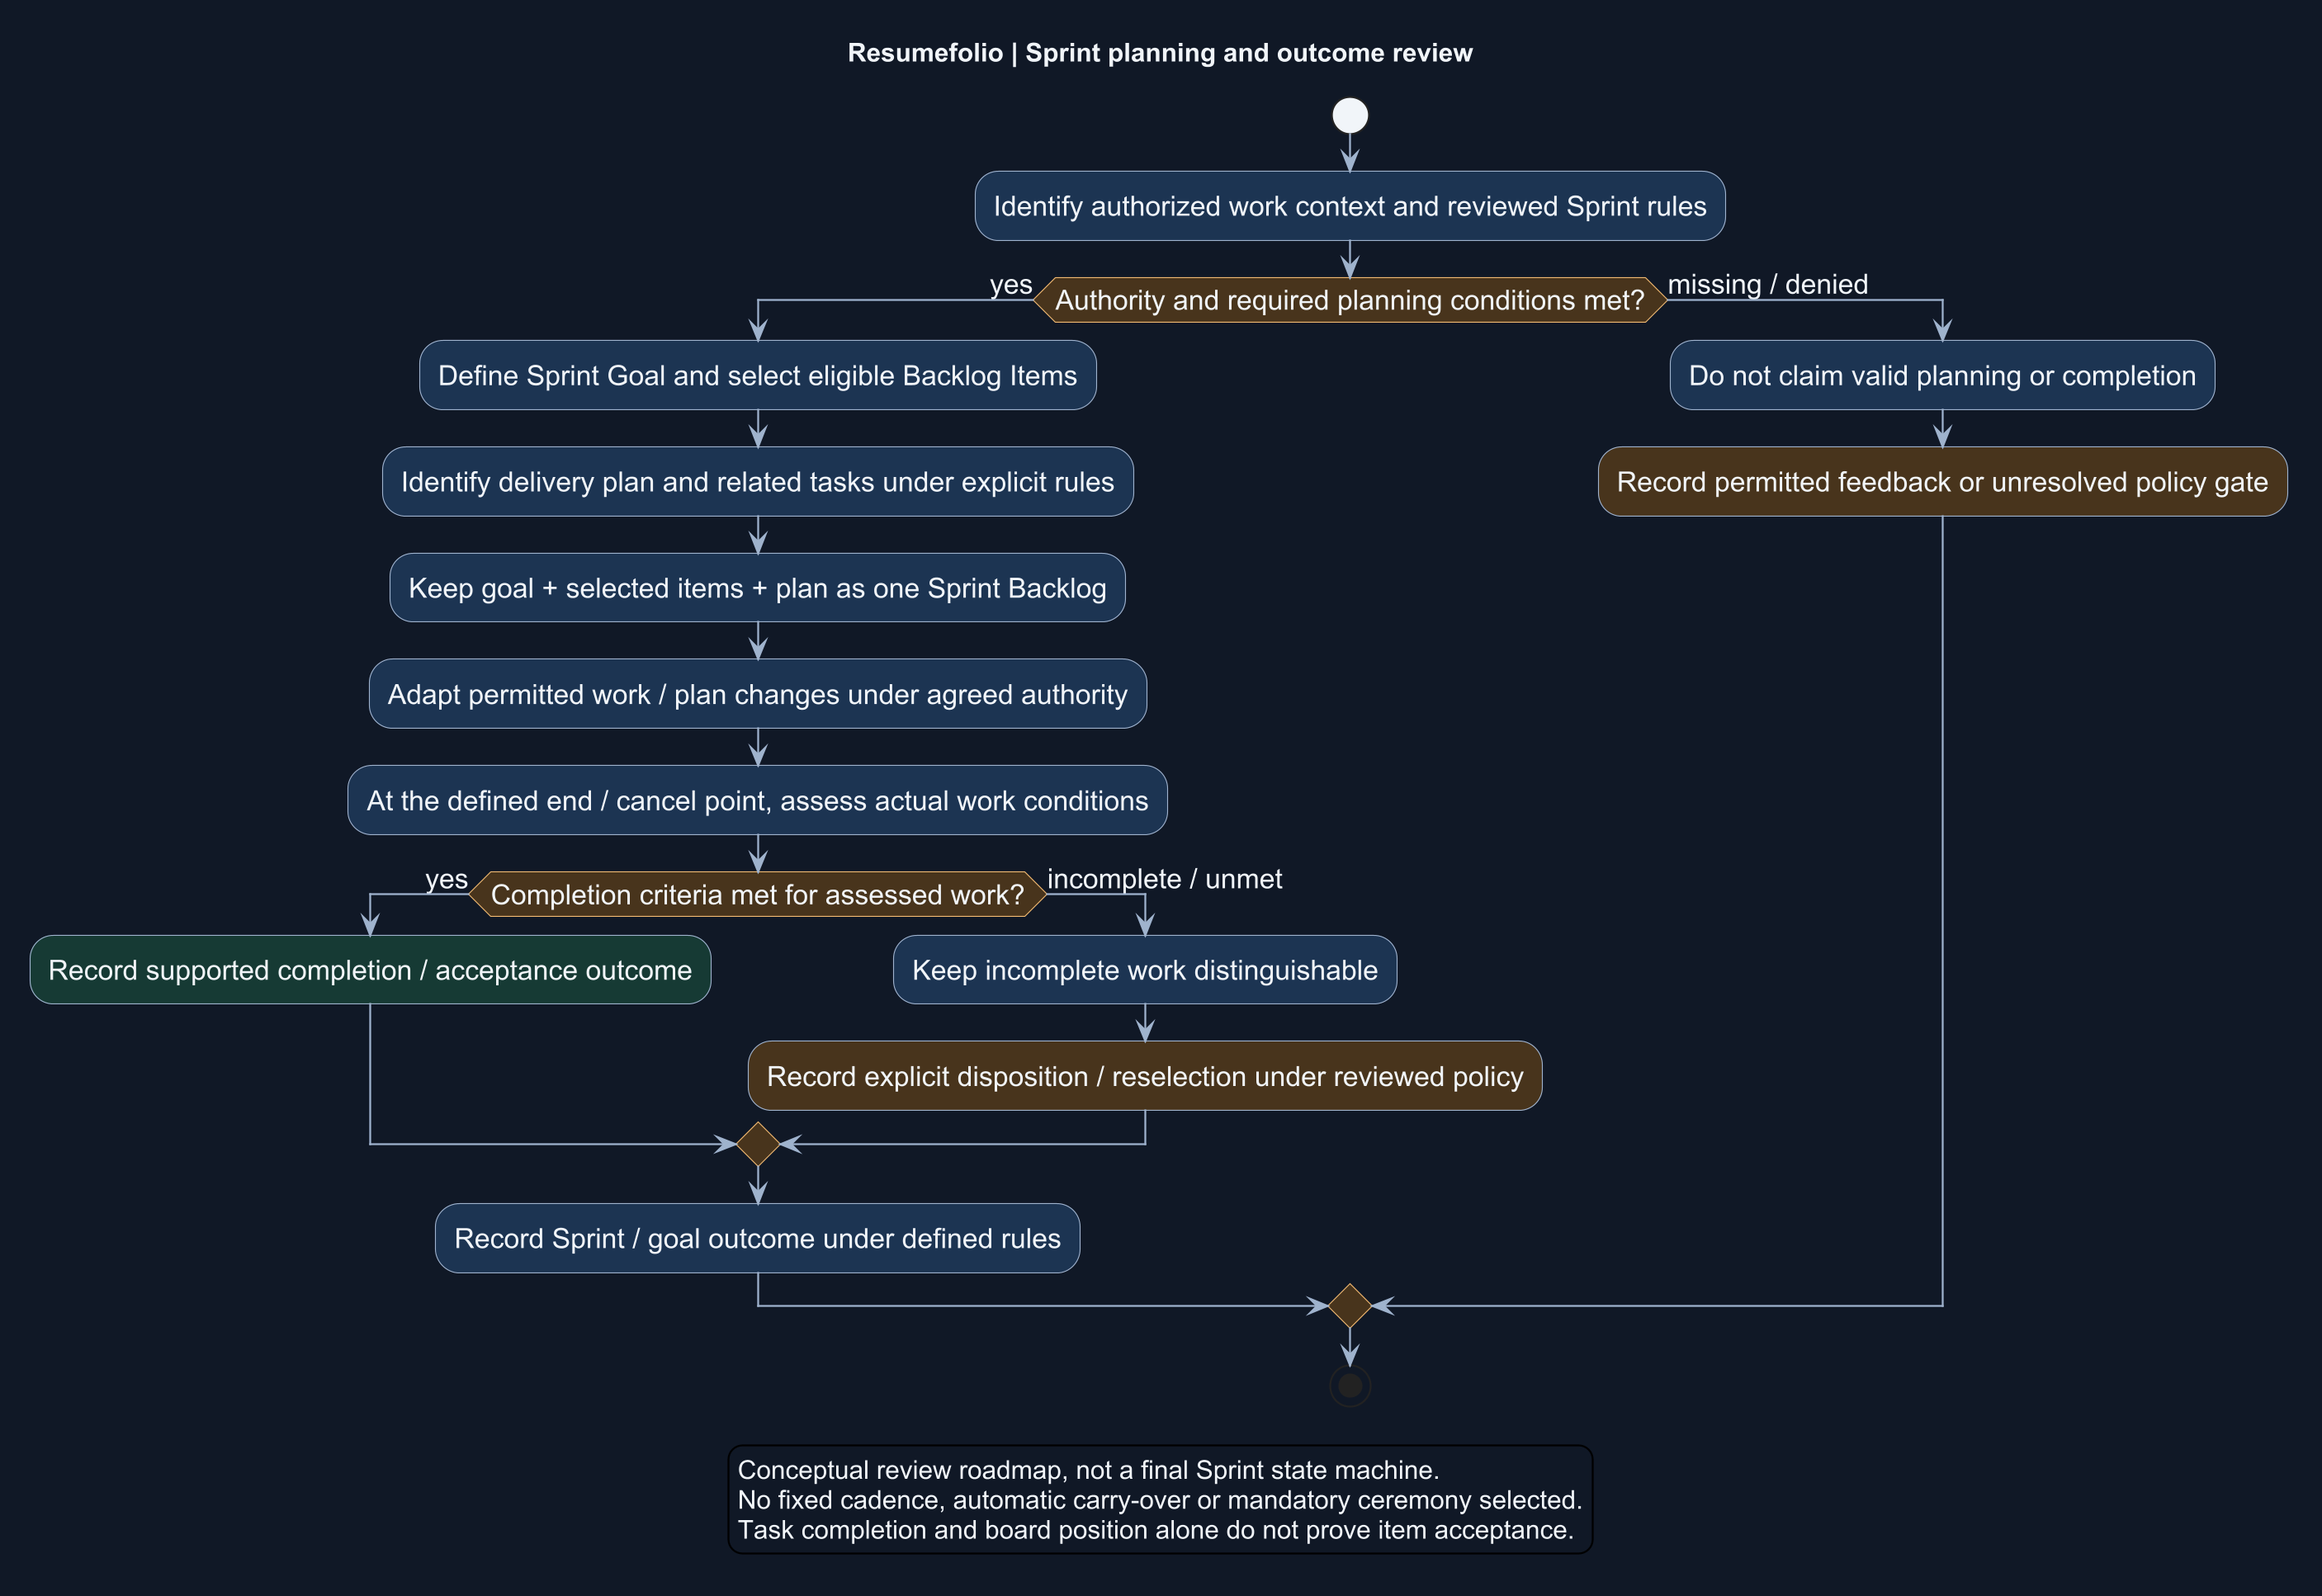 Resumefolio | Sprint planning and outcome review
Identify authorized work context and reviewed Sprint rules
Authority and required planning conditions met?
yes
missing / denied
Define Sprint Goal and select eligible Backlog Items
Do not claim valid planning or completion
Identify delivery plan and related tasks under explicit rules
Record permitted feedback or unresolved policy gate
Keep goal + selected items + plan as one Sprint Backlog
Adapt permitted work / plan changes under agreed authority
At the defined end / cancel point, assess actual work conditions
yes
Completion criteria met for assessed work?
incomplete / unmet
Record supported completion / acceptance outcome
Keep incomplete work distinguishable
Record explicit disposition / reselection under reviewed policy
Record Sprint / goal outcome under defined rules
Conceptual review roadmap, not a final Sprint state machine.
No fixed cadence, automatic carry-over or mandatory ceremony selected.
Task completion and board position alone do not prove item acceptance.